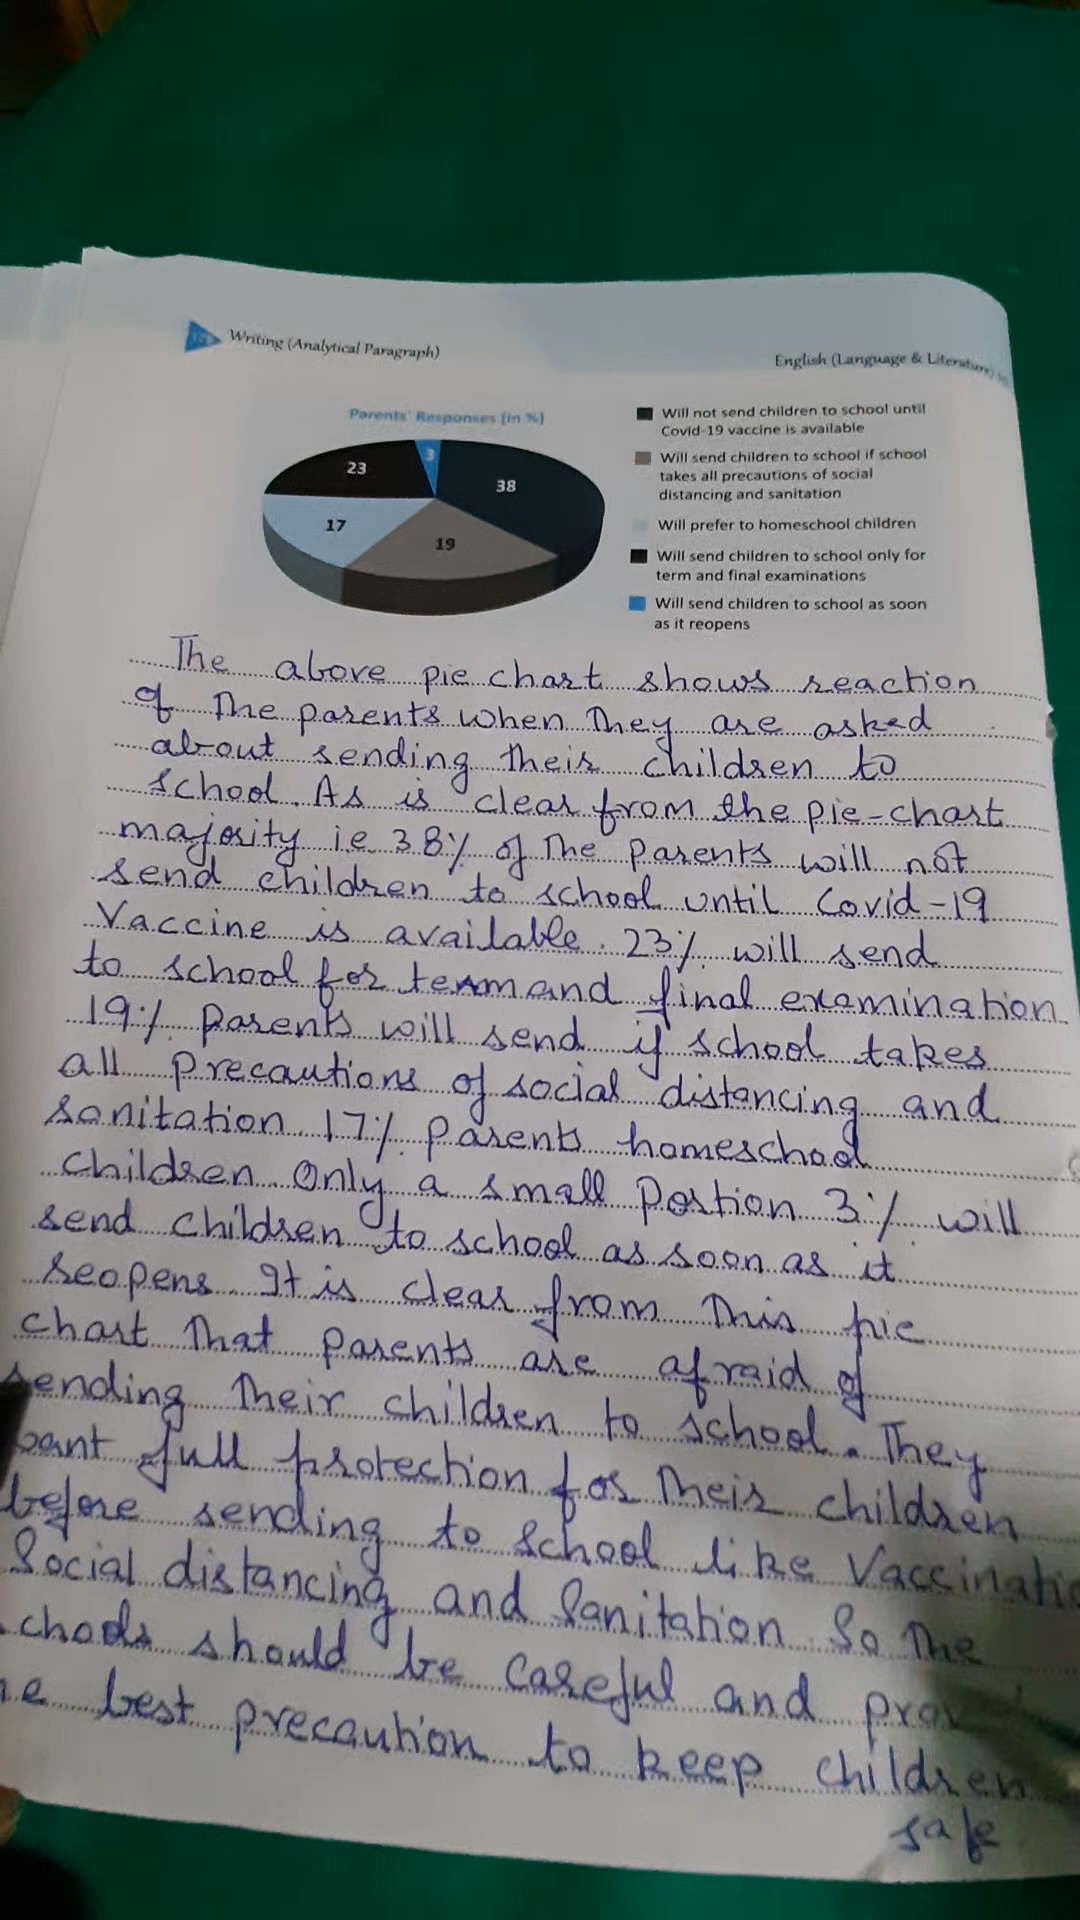 Writing (Analytical Paragraph)
English (Language & Literature)
Parents' Responses (in %)
3
23
38
17
19
Will not send children to school until
Covid-19 vaccine is available
Will send children to school if school
takes all precautions of social
distancing and sanitation
Will prefer to homeschool children
Will send children to school only for
term and final examinations
Will send children to school as soon
as it reopens
The above pie chart shows reaction
of the parents when they are asked
about sending their children to
school. As is clear from the pie-chart
majority ie 38% of the parents will not
send children to school until Covid-19
Vaccine is available. 23% will send
to school for term and final examination
19% parents will send if school takes
all precautions of social distancing and
sanitation. 17% parents homeschool
children. Only a small portion 3% will
send children to school as soon as it
reopens. It is clear from this pie
chart that parents are afraid of
sending their children to school. They
want full protection for their children
before sending to school like
Social distancing and Sanitation. So the
should be careful and
best precaution to keep children
safe